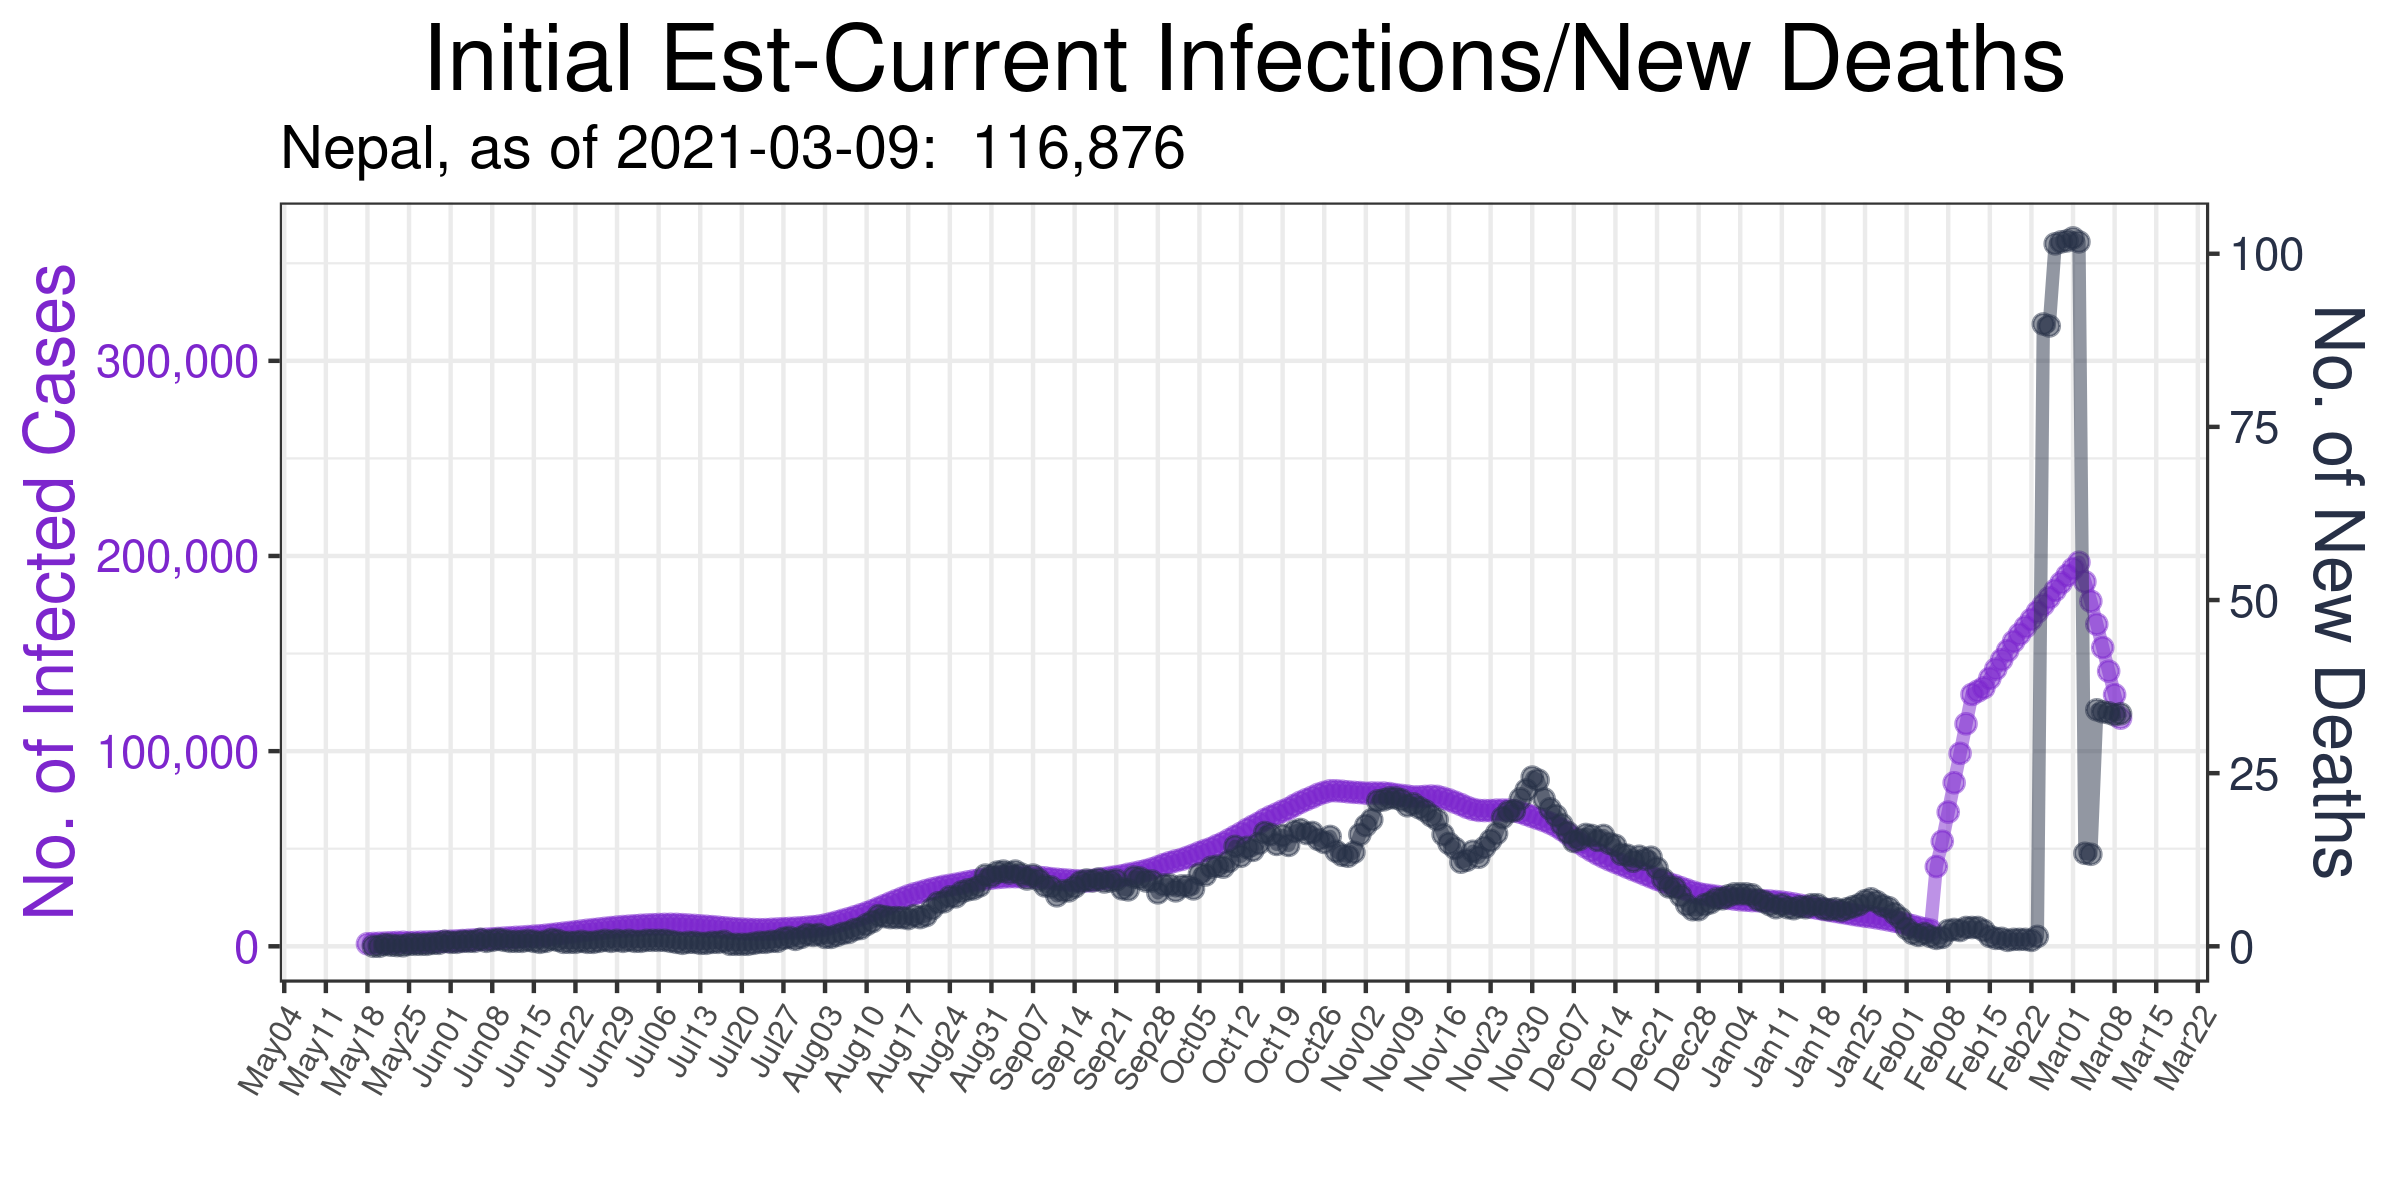 Initial Est-Current Infections/New Deaths
Nepal, as of 2021-03-09:  116,876
No. of Infected Cases
300,000
200,000
100,000
0
100
75
50
25
0
No. of New Deaths
May04
May11
May18
May25
Jun01
Jun08
Jun15
Jun22
Jun29
Jul06
Jul13
Jul20
Jul27
Aug03
Aug10
Aug17
Aug24
Aug31
Sep07
Sep14
Sep21
Sep28
Oct05
Oct12
Oct19
Oct26
Nov02
Nov09
Nov16
Nov23
Nov30
Dec07
Dec14
Dec21
Dec28
Jan04
Jan11
Jan18
Jan25
Feb01
Feb08
Feb15
Feb22
Mar01
Mar08
Mar15
Mar22